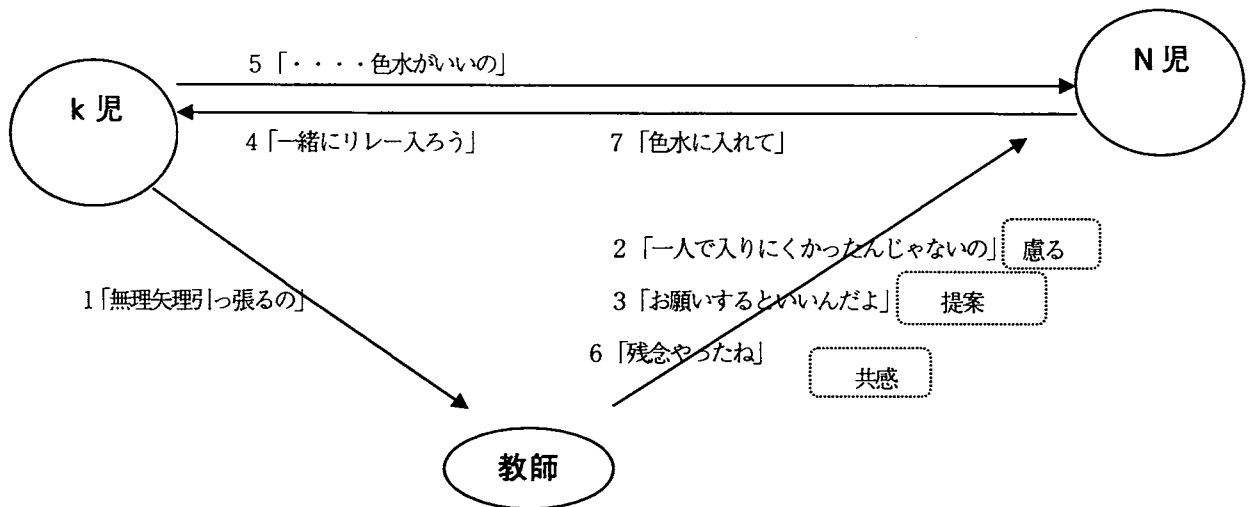 N児
5「・・・・色水がいいの」
k児
4「一緒にリレー入ろう」
7「色水に入れて」
2「一人で入りにくかったんじゃないの」
慮る
1「無理矢理引っ張るの」
3「お願いするといいんだよ」
提案
6「残念やったね」
共感
教師